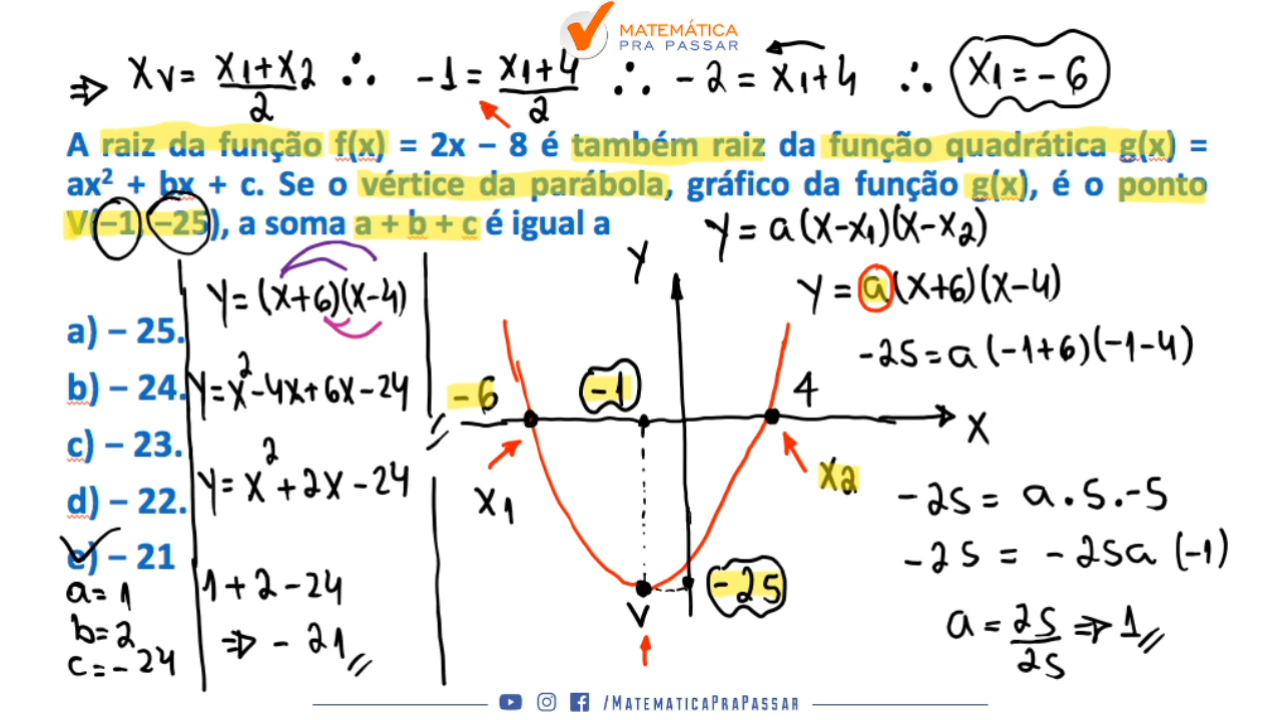 MATEMÁTICA
PRA PASSAR
⇒ Xv = X1+X2/2 ∴ -1 = X1+4/2 ∴ -2 = X1+4 ∴ X1 = -6
A raiz da função f(x) = 2x – 8 é também raiz da função quadrática g(x) =
ax² + bx + c. Se o vértice da parábola, gráfico da função g(x), é o ponto
V(–1, –25), a soma a + b + c é igual a
a) – 25.
b) – 24.
c) – 23.
d) – 22.
e) – 21
a = 1
b = 2
c = - 24
Y = (X+6)(X-4)
Y = X² - 4X + 6X - 24
Y = X² + 2X - 24
1 + 2 - 24
⇒ - 21
Y
- 6
-1
4
X
X1
X2
V
-25
Y = a(X-X1)(X-X2)
Y = a(X+6)(X-4)
-25 = a(-1+6)(-1-4)
-25 = a . 5 . -5
-25 = -25a (-1)
a = 25/25 ⇒ 1
/MatematicaPraPassar